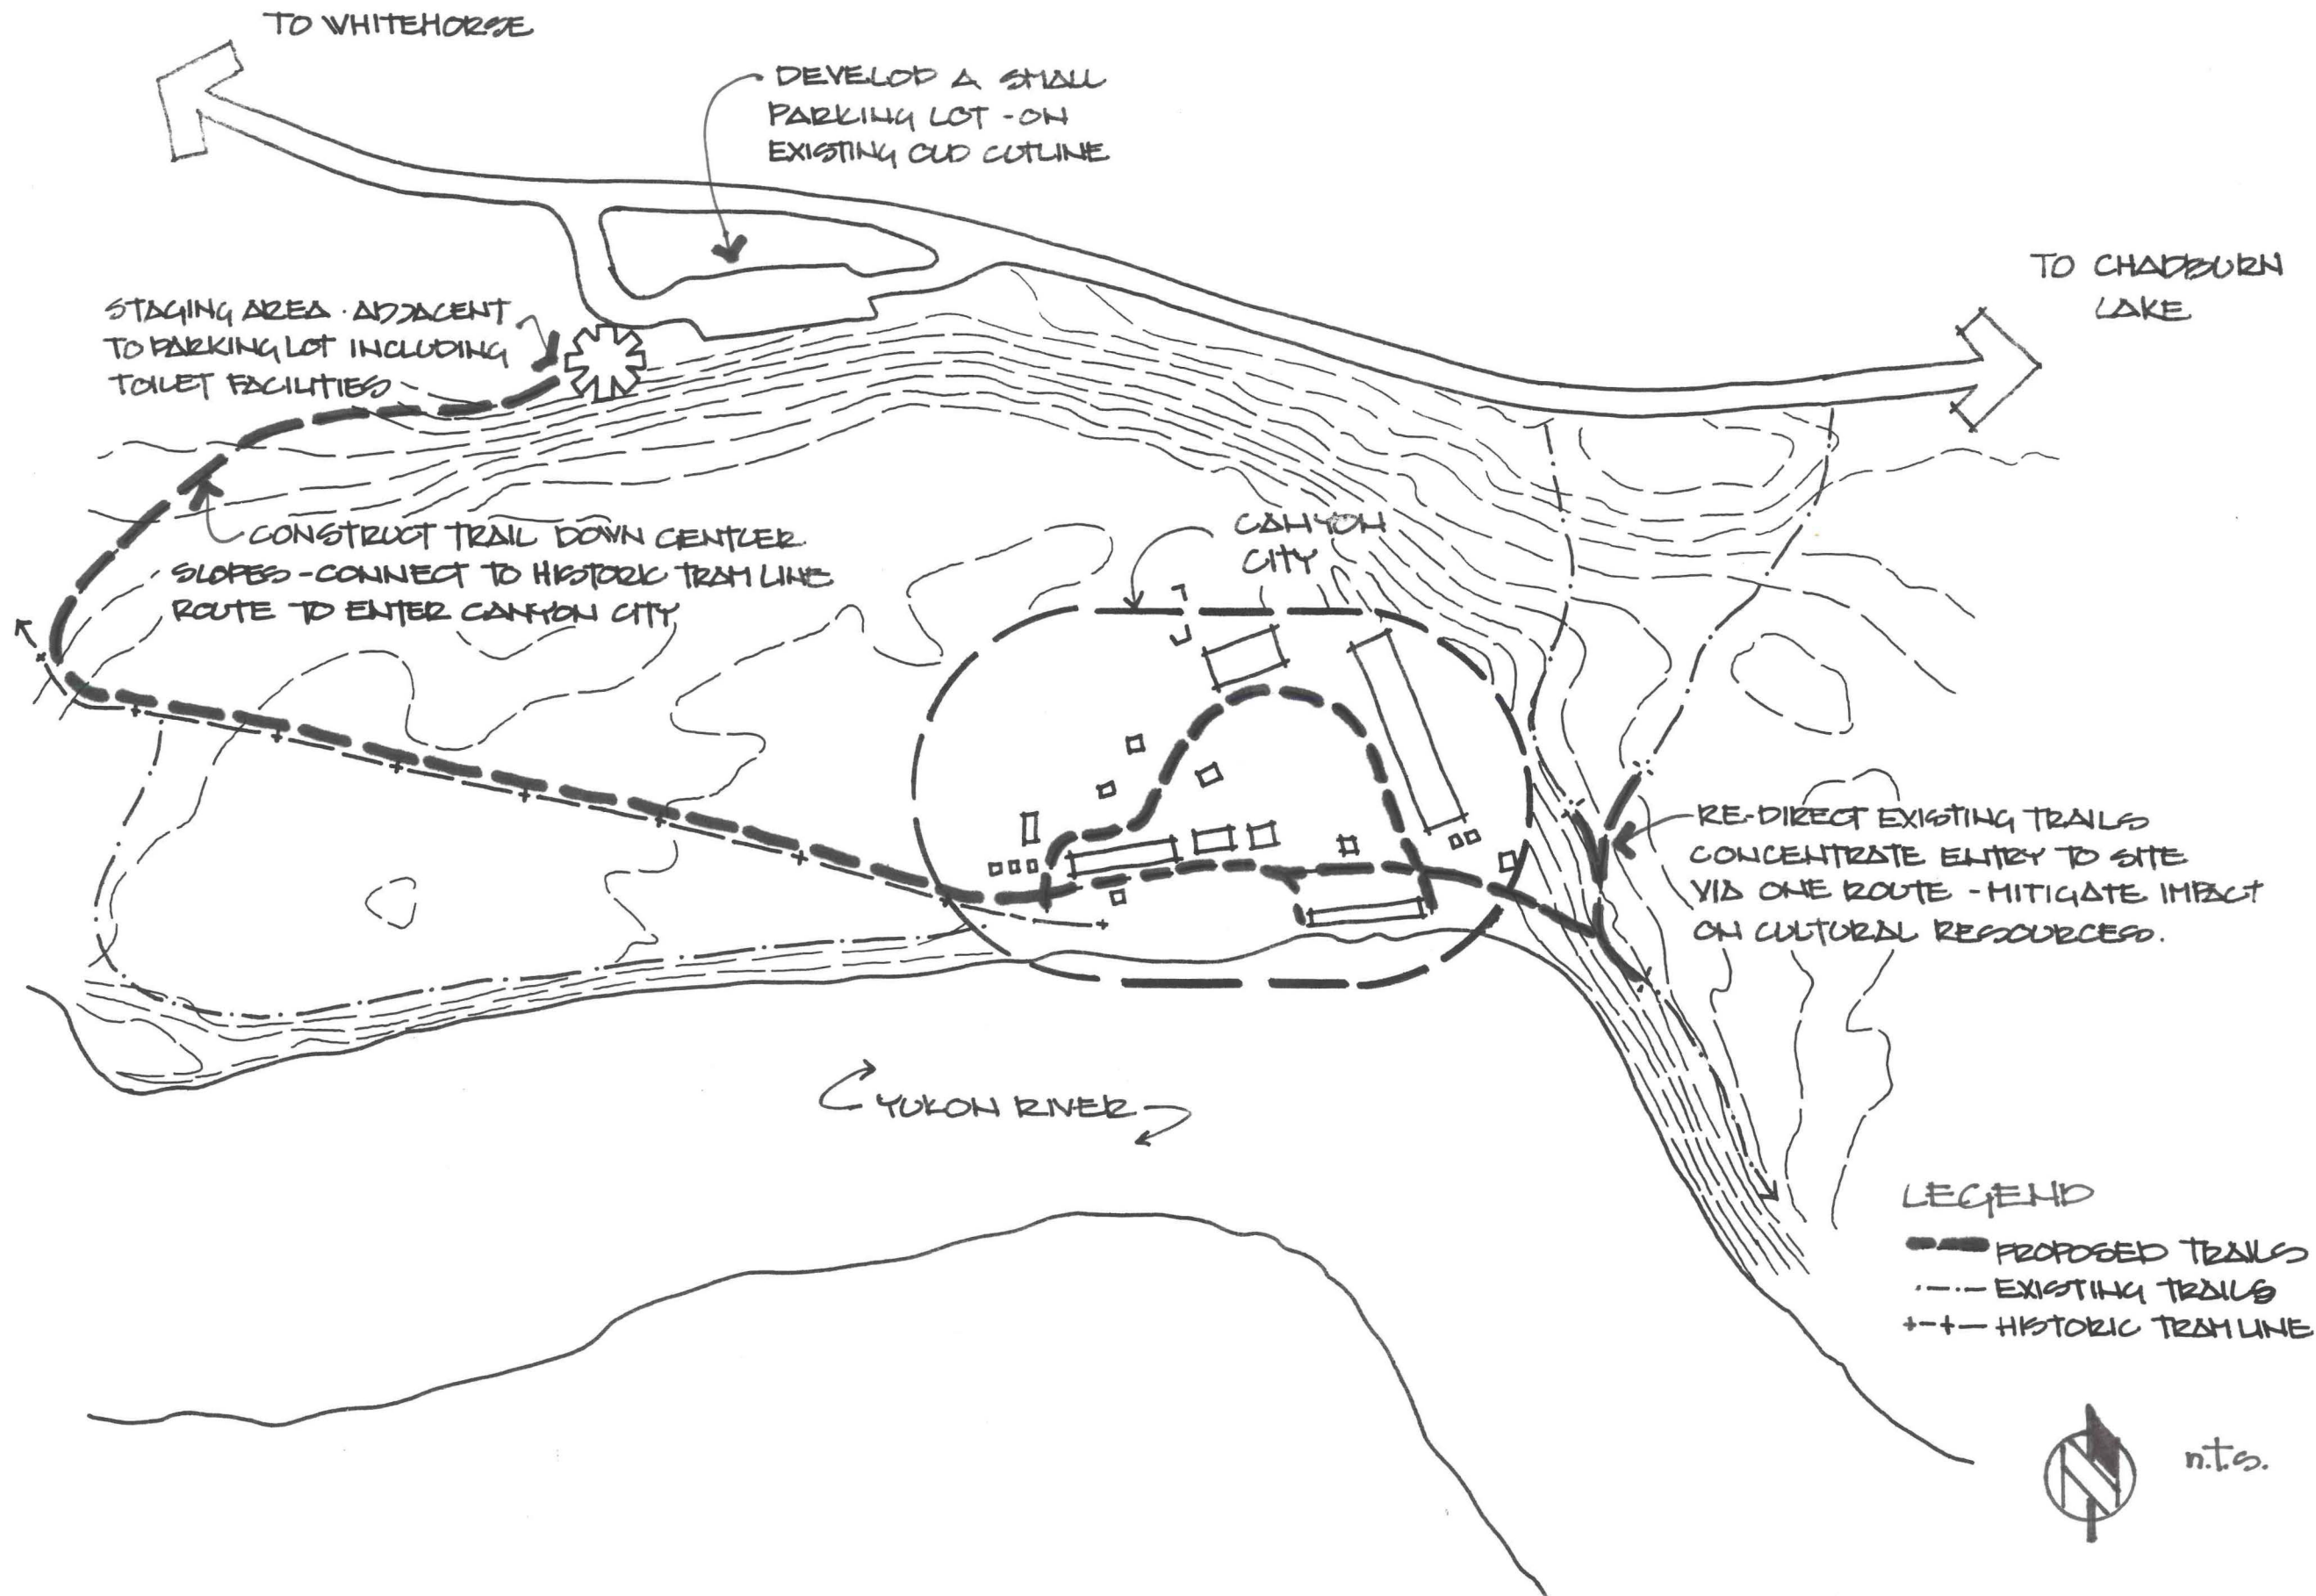 TO WHITEHORSE
DEVELOP A SMALL
PARKING LOT - ON
EXISTING OLD CUTLINE
TO CHADBURN
LAKE
STAGING AREA · ADJACENT
TO PARKING LOT INCLUDING
TOILET FACILITIES
CONSTRUCT TRAIL DOWN GENTLER
SLOPES - CONNECT TO HISTORIC TRAM LINE
ROUTE TO ENTER CANYON CITY
CANYON
CITY
RE-DIRECT EXISTING TRAILS
CONCENTRATE ENTRY TO SITE
VIA ONE ROUTE - MITIGATE IMPACT
ON CULTURAL RESOURCES.
YUKON RIVER
LEGEND
PROPOSED TRAILS
EXISTING TRAILS
HISTORIC TRAM LINE
N
n.t.s.